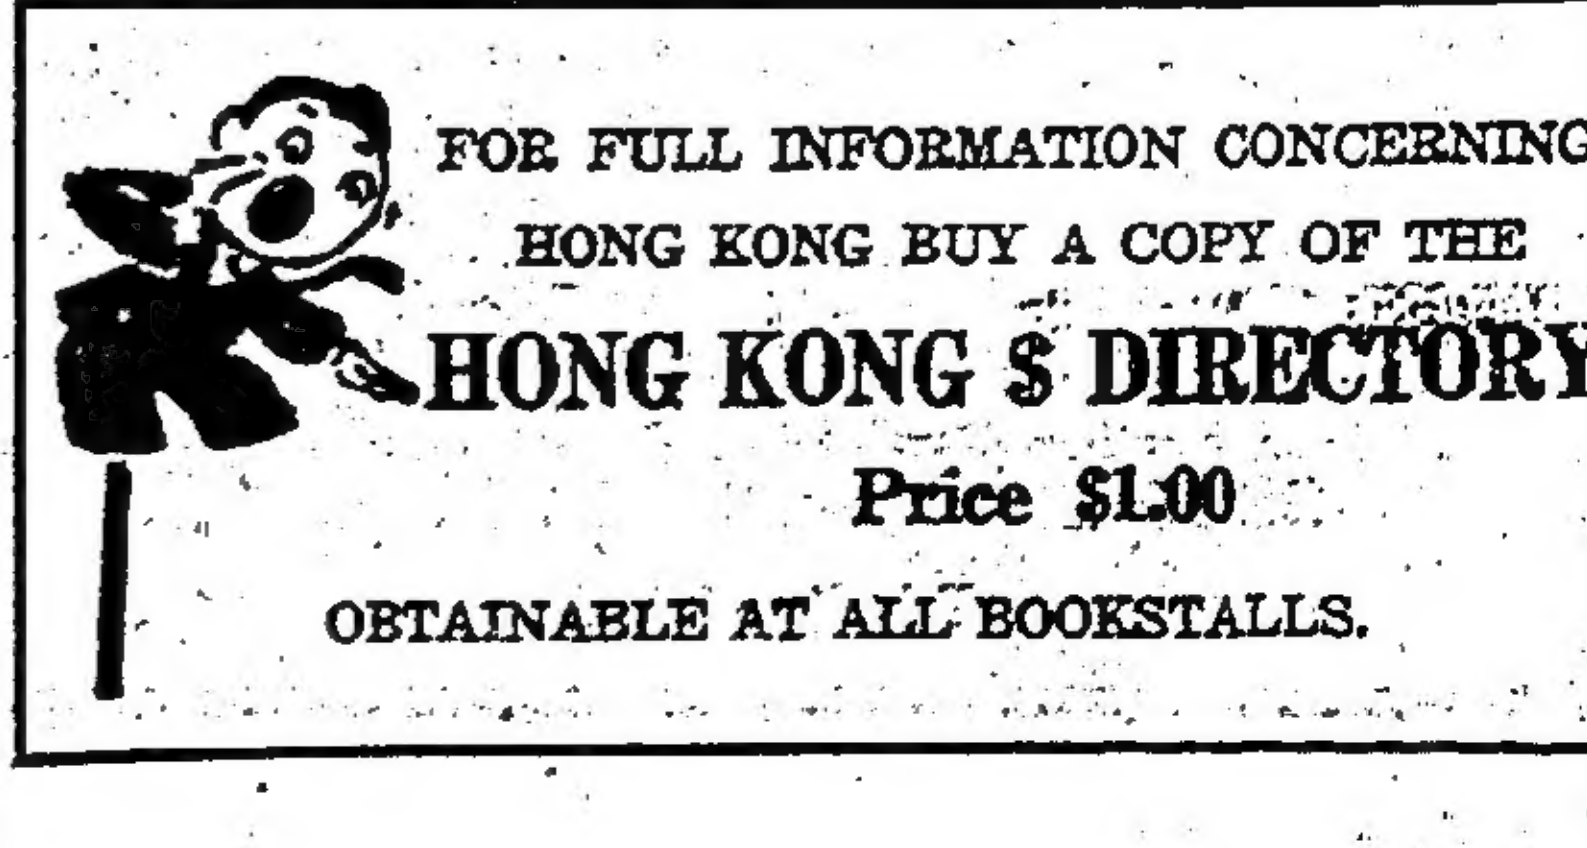 FOR FULL INFORMATION CONCERNING
HONG KONG BUY A COPY OF THE
HONG KONG $ DIRECTORY
Price $1.00
OBTAINABLE AT ALL BOOKSTALLS.